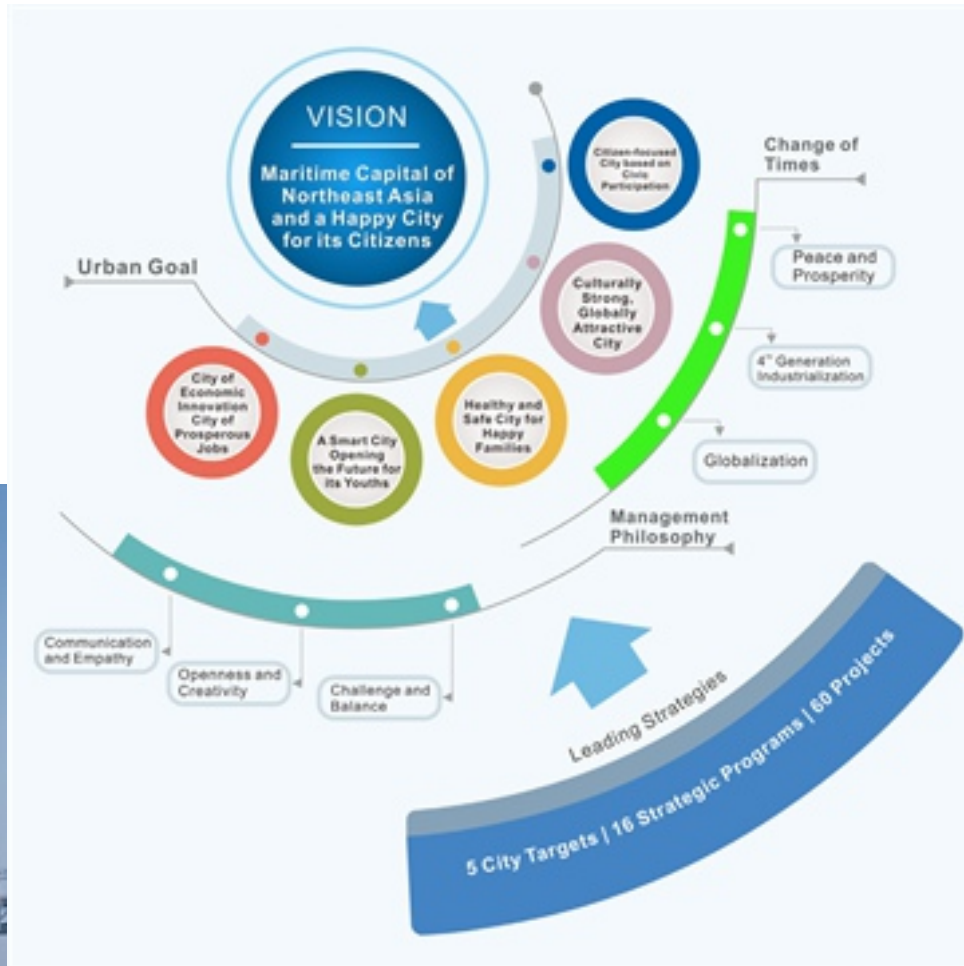 VISION
Maritime Capital of
Northeast Asia
and a Happy City
for its Citizens
Urban Goal
Citizen-focused
City based on
Civic
Participation
Change of
Times
Peace and
Prosperity
Culturally
Strong,
Globally
Attractive
City
4th Generation
Industrialization
City of
Economic
Innovation
City of
Prosperous
Jobs
Healthy and
Safe City for
Happy
Families
A Smart City
Opening
the Future for
its Youths
Globalization
Management
Philosophy
Communication
and Empathy
Openness and
Creativity
Challenge and
Balance
Leading Strategies
5 City Targets | 16 Strategic Programs | 60 Projects